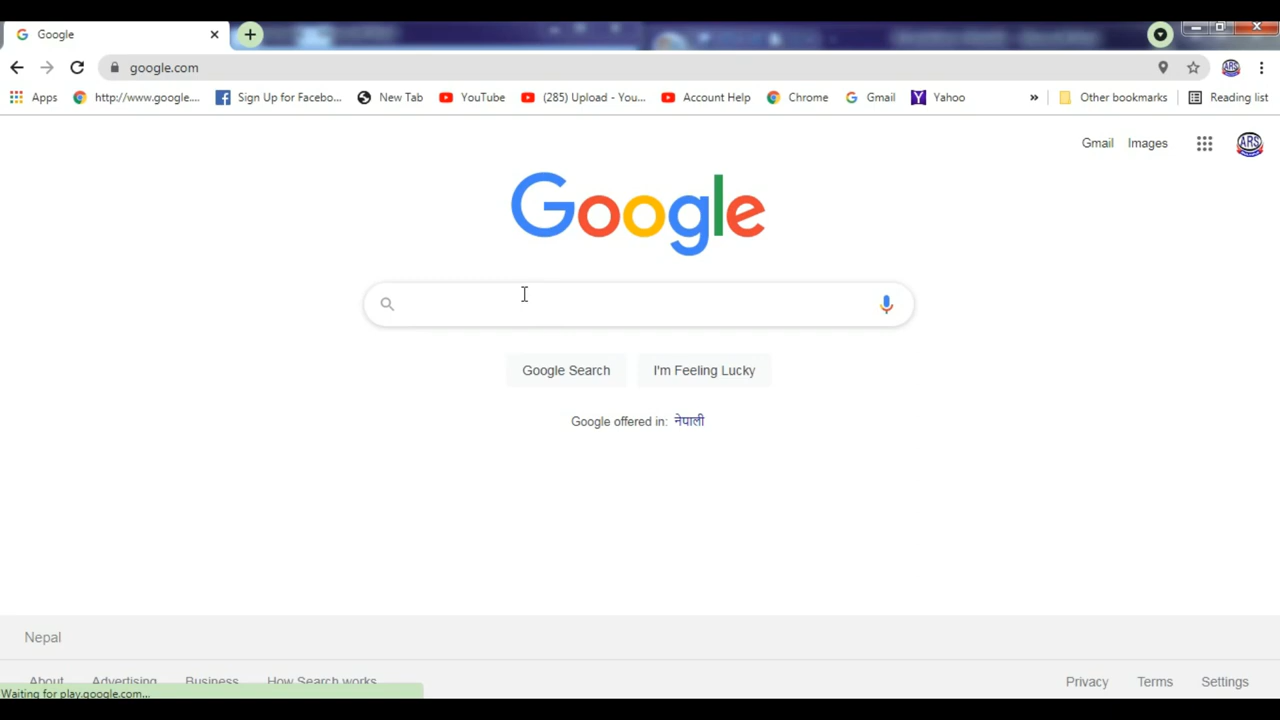 Google
google.com
Apps http://www.google.... Sign Up for Facebo... New Tab YouTube (285) Upload - You... Account Help Chrome Gmail Yahoo » Other bookmarks Reading list
Gmail Images ARS
Google
Google Search I'm Feeling Lucky
Google offered in: नेपाली
Nepal
About Advertising Business How Search works Privacy Terms Settings
Waiting for play.google.com...